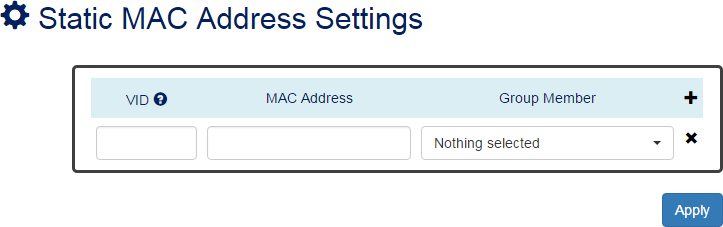 Static MAC Address Settings
VID MAC Address Group Member
Nothing selected
Apply